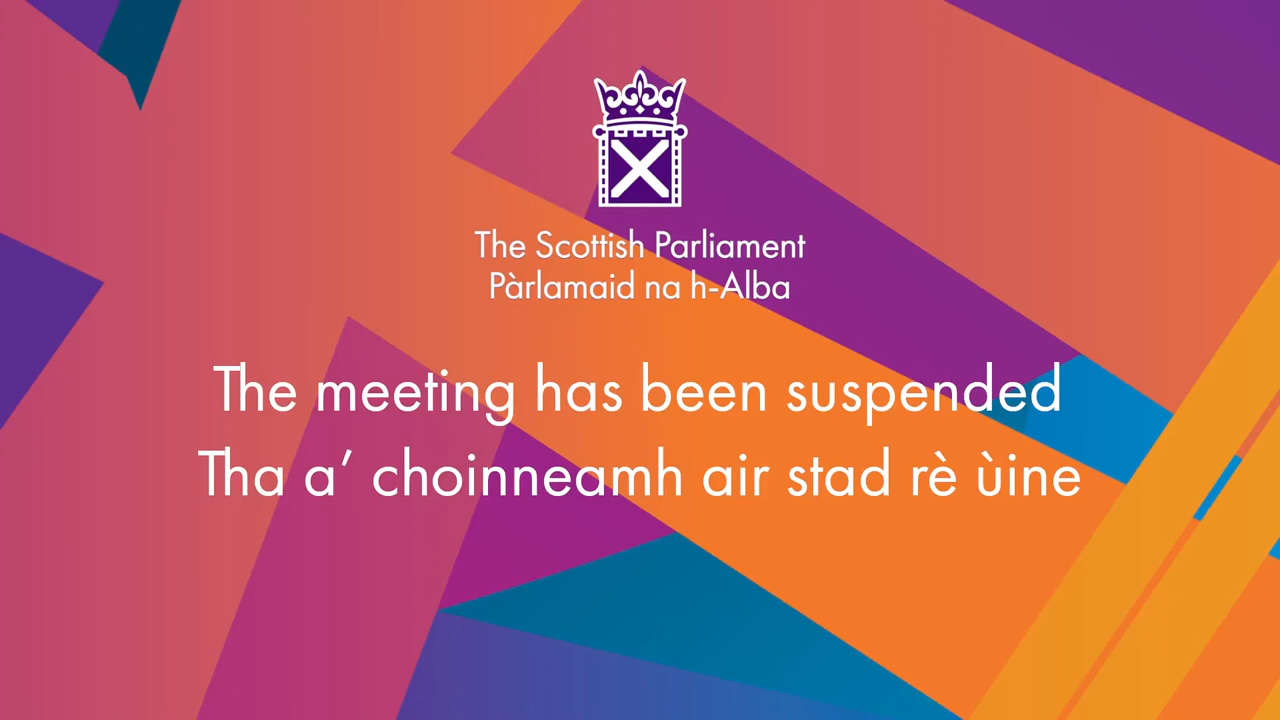 The Scottish Parliament
Pàrlamaid na h-Alba
The meeting has been suspended
Tha a’ choinneamh air stad rè ùine